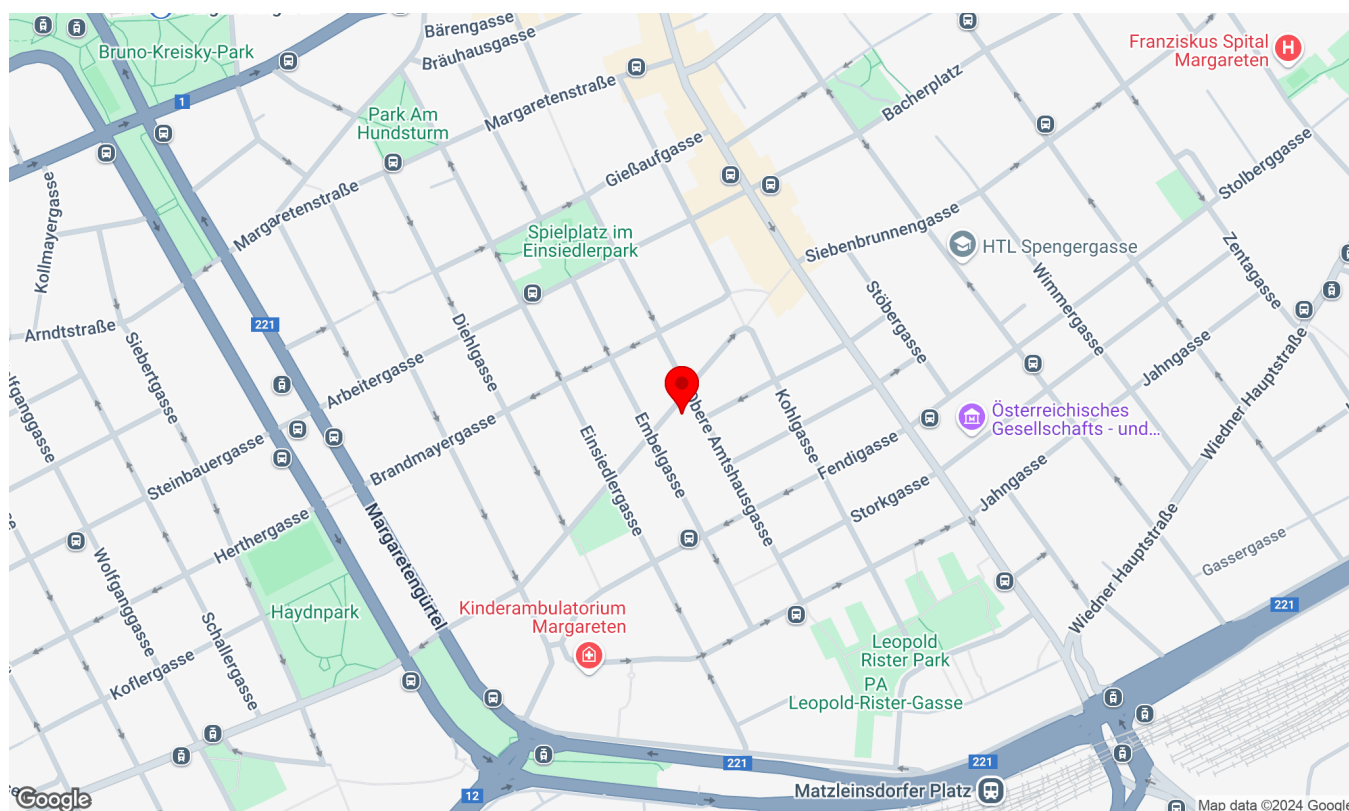 Bärengasse
Bräuhausgasse
Bruno-Kreisky-Park
Franziskus Spital
Margareten
Margaretenstraße
Bacherplatz
1
Park Am
Hundsturm
Gießaufgasse
Stolberggasse
Kollmayergasse
Margaretenstraße
Spielplatz im
Einsiedlerpark
Siebenbrunnengasse
HTL Spengergasse
Wimmergasse
Zentagasse
Arndtstraße
221
Diehlgasse
Stöbergasse
Siebertgasse
Arbeitergasse
Jahngasse
Wiedner Hauptstraße
Brandmayergasse
Steinbauergasse
Einsiedlergasse
Embelgasse
Obere Amtshausgasse
Kohlgasse
Fendigasse
Österreichisches
Gesellschafts - und...
Storkgasse
Jahngasse
Herthergasse
Margaretengürtel
Wolfganggasse
Schallergasse
Haydnpark
Koflergasse
Kinderambulatorium
Margareten
Wiedner Hauptstraße
Gassergasse
221
Leopold
Rister Park
PA
Leopold-Rister-Gasse
221
221
12
Matzleinsdorfer Platz
Google
Map data ©2024 Google